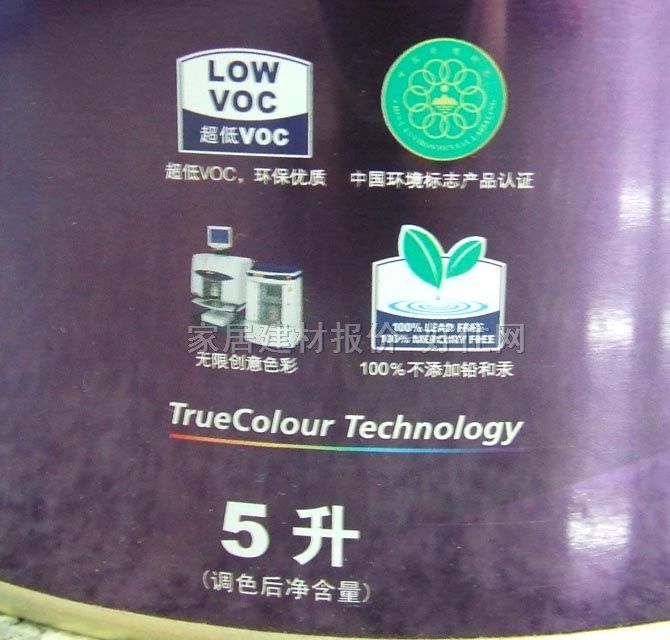 LOW
VOC
超低VOC
超低VOC，环保优质
中国环境标志产品认证
无限创意色彩
100% LEAD FREE
100% MERCURY FREE
100%不添加铅和汞
TrueColour Technology
5 升
(调色后净含量)